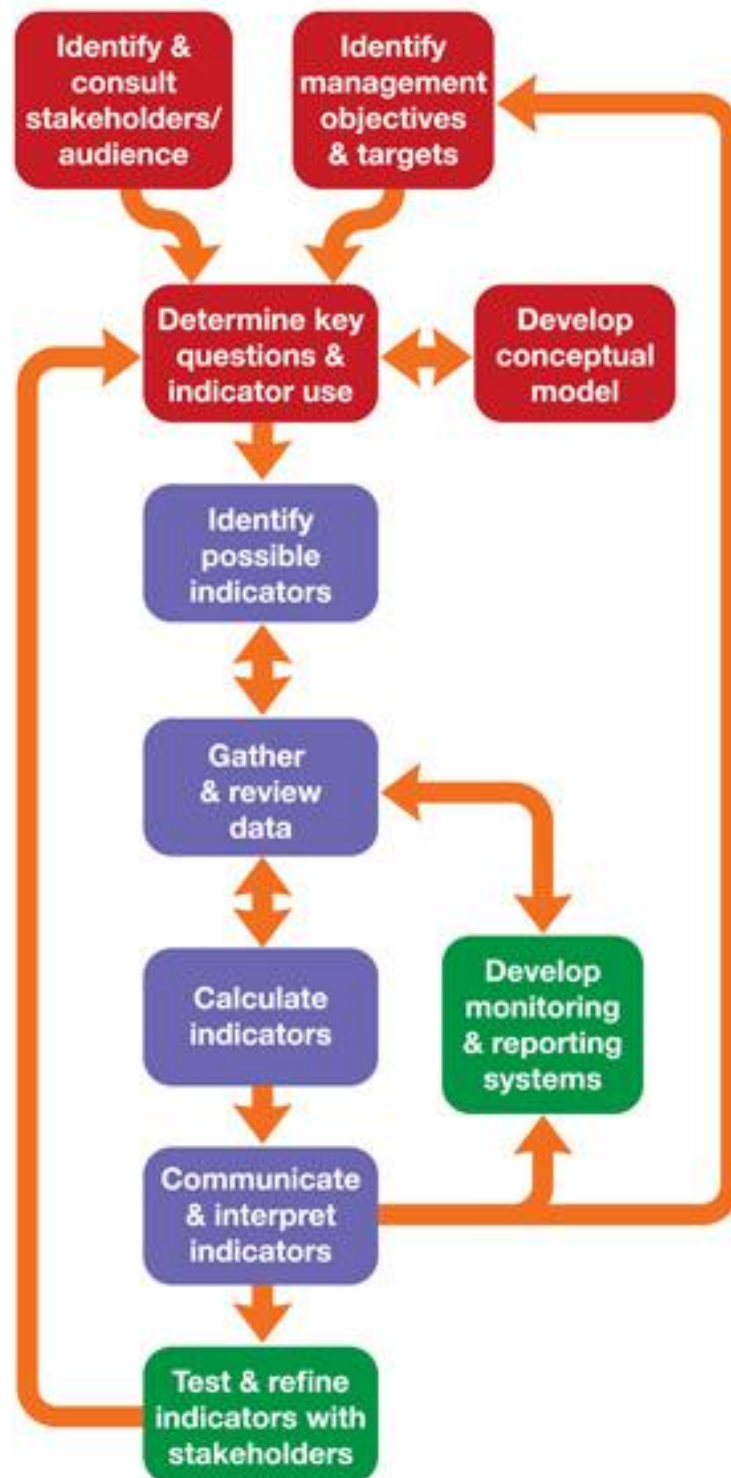 Identify &
consult
stakeholders/
audience
Identify
management
objectives
& targets
Determine key
questions &
indicator use
Develop
conceptual
model
Identify
possible
indicators
Gather
& review
data
Calculate
indicators
Develop
monitoring
& reporting
systems
Communicate
& interpret
indicators
Test & refine
indicators with
stakeholders